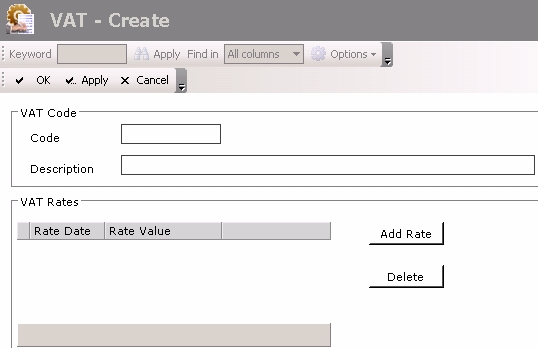 VAT - Create
Keyword Apply Find in All columns Options
OK Apply Cancel
VAT Code
Code
Description
VAT Rates
Rate Date Rate Value
Add Rate
Delete